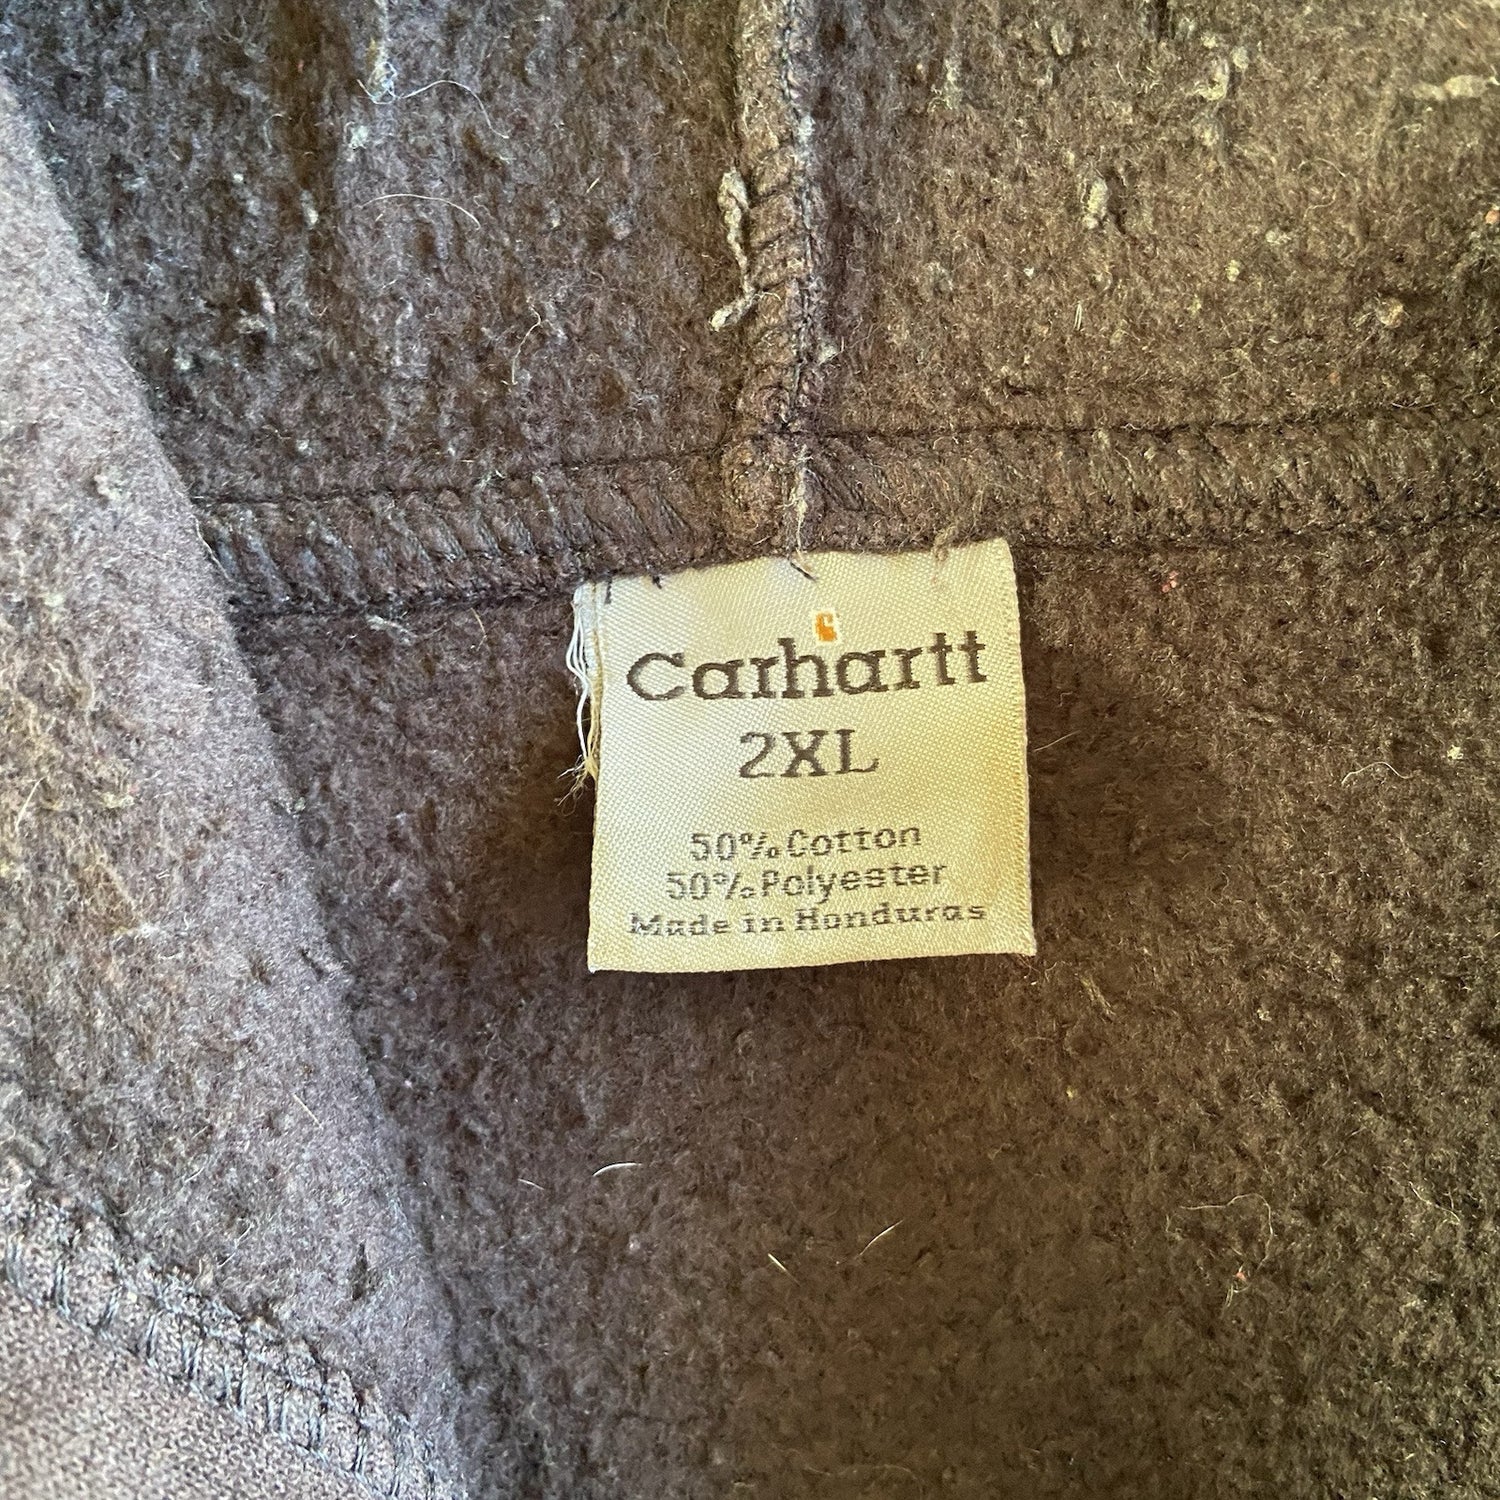 Carhartt
2XL
50% Cotton
50% Polyester
Made in Honduras